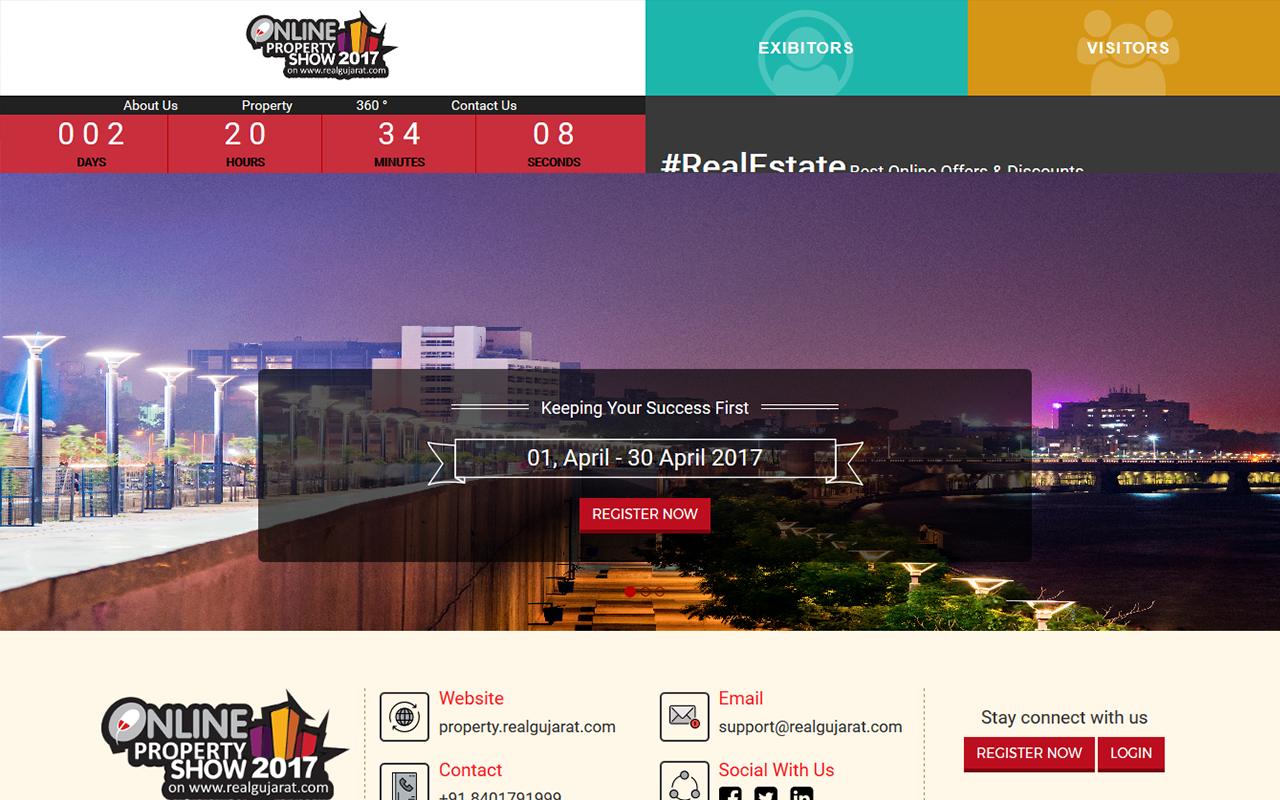 ONLINE
PROPERTY
SHOW 2017
on www.realgujarat.com
EXIBITORS
VISITORS
About Us Property 360 ° Contact Us
002 20 34 08
DAYS HOURS MINUTES SECONDS
#RealEstate Best Online Offers & Discounts
Keeping Your Success First
01, April - 30 April 2017
REGISTER NOW
ONLINE
PROPERTY
SHOW 2017
on www.realgujarat.com
Website
property.realgujarat.com
Email
support@realgujarat.com
Contact
+91 8401791999
Social With Us
Stay connect with us
REGISTER NOW LOGIN